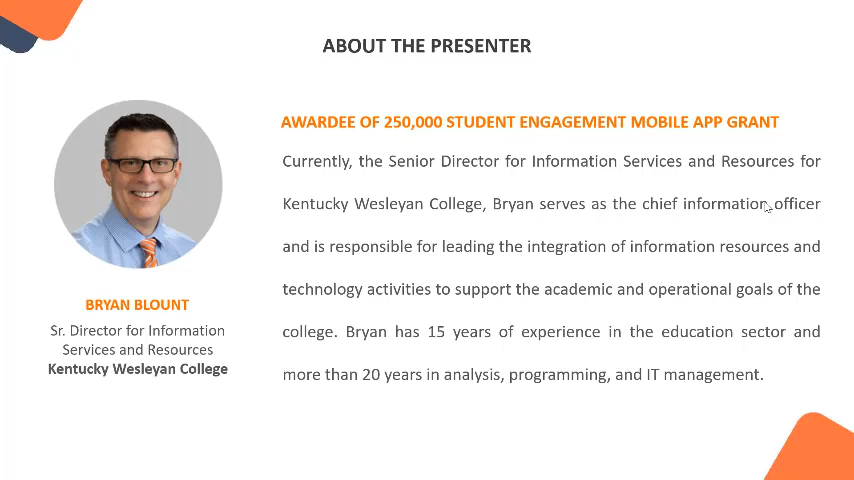 ABOUT THE PRESENTER
AWARDEE OF 250,000 STUDENT ENGAGEMENT MOBILE APP GRANT
Currently, the Senior Director for Information Services and Resources for
Kentucky Wesleyan College, Bryan serves as the chief information officer
and is responsible for leading the integration of information resources and
technology activities to support the academic and operational goals of the
college. Bryan has 15 years of experience in the education sector and
more than 20 years in analysis, programming, and IT management.
BRYAN BLOUNT
Sr. Director for Information
Services and Resources
Kentucky Wesleyan College